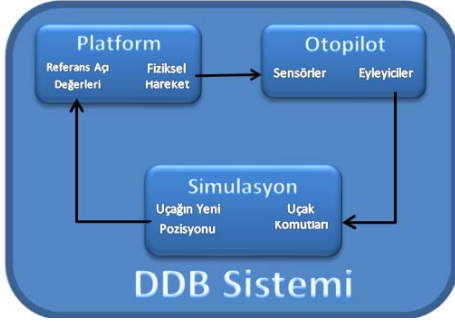 Platform
Referans Açı
Değerleri
Fiziksel
Hareket
Otopilot
Sensörler
Eyleyiciler
Simulasyon
Uçağın Yeni
Pozisyonu
Uçak
Komutları
DDB Sistemi